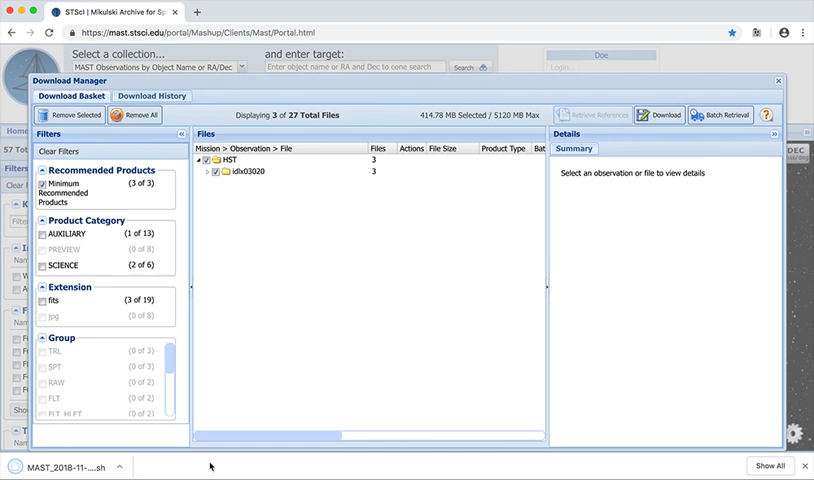 STScI | Mikulski Archive for Sp
https://mast.stsci.edu/portal/Mashup/Clients/Mast/Portal.html
Select a collection...
and enter target:
Doe
MAST Observations by Object Name or RA/Dec
Enter object name or RA and Dec to cone search
Search
Login...
Download Manager
Download Basket
Download History
Remove Selected
Remove All
Displaying 3 of 27 Total Files
414.78 MB Selected / 5120 MB Max
Retrieve References
Download
Batch Retrieval
Home
Filters
Files
Details
57 Tot
Clear Filters
Mission > Observation > File
Files
Actions
File Size
Product Type
Bat
Summary
DEC
Filters
Recommended Products
HST
3
Clear F
Minimum Recommended Products
(3 of 3)
idlx03020
3
Select an observation or file to view details
Product Category
AUXILIARY
(1 of 13)
PREVIEW
(0 of 8)
SCIENCE
(2 of 6)
Extension
fits
(3 of 19)
jpg
(0 of 8)
Group
TRL
(0 of 3)
SPT
(0 of 3)
RAW
(0 of 2)
FLT
(0 of 2)
FLT_HLET
(0 of 2)
MAST_2018-11-....sh
Show All